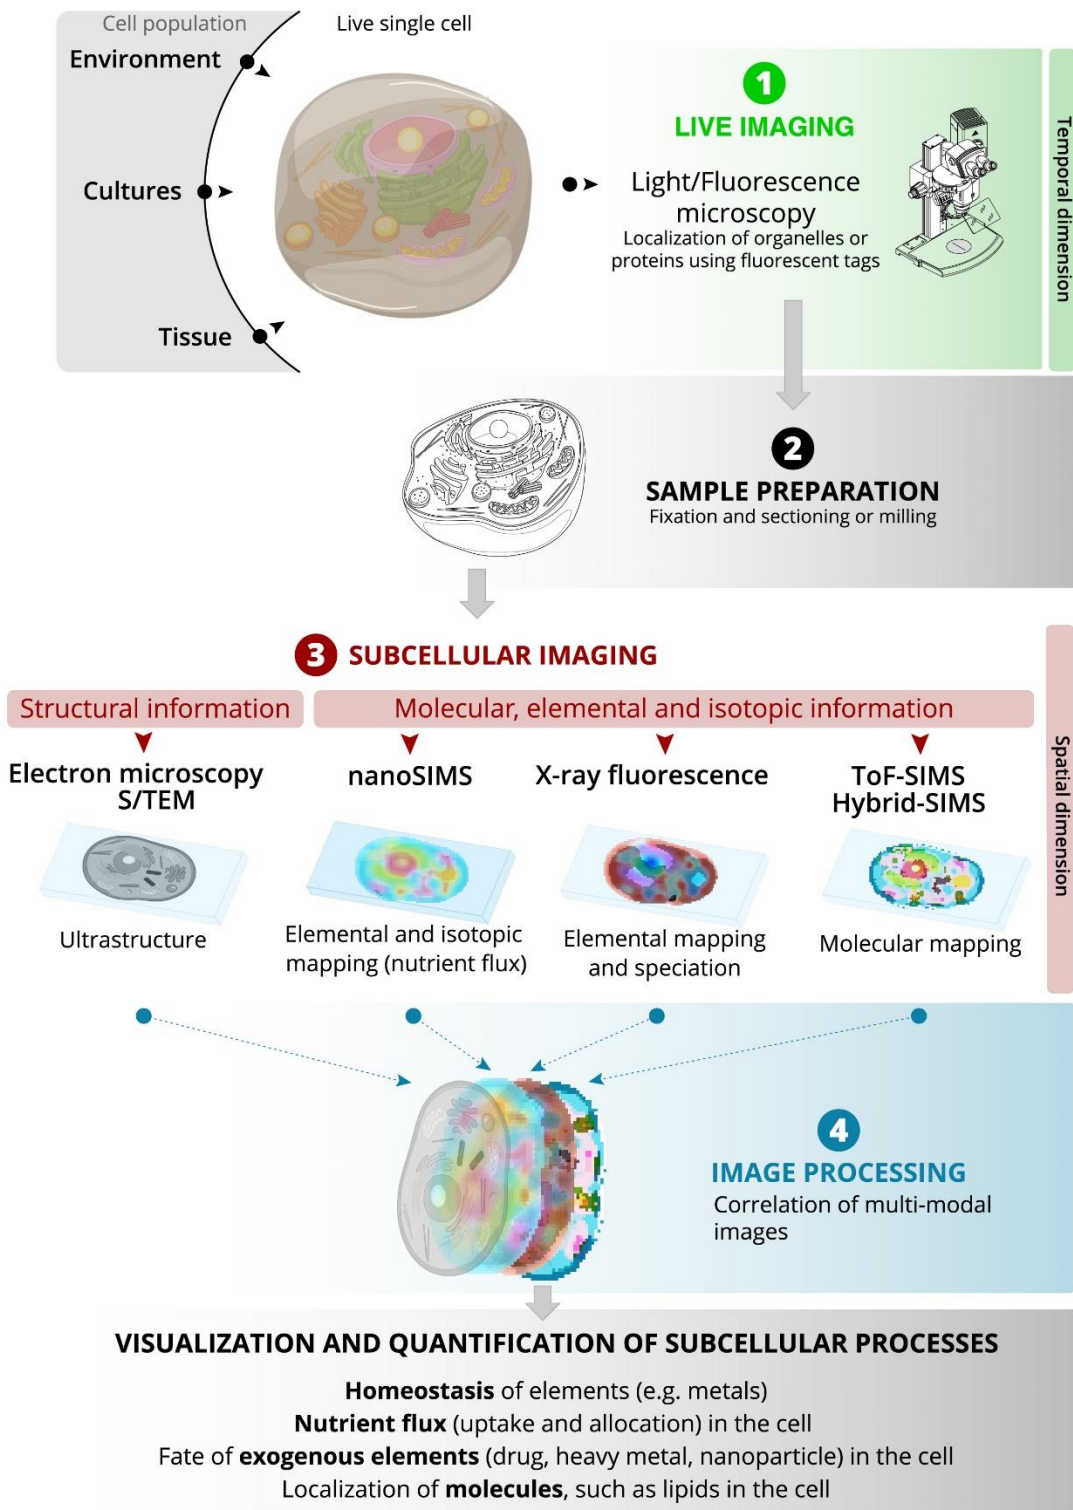 Cell population
Live single cell
Environment
Cultures
Tissue
1
LIVE IMAGING
Light/Fluorescence
microscopy
Localization of organelles or
proteins using fluorescent tags
Temporal dimension
2
SAMPLE PREPARATION
Fixation and sectioning or milling
3 SUBCELLULAR IMAGING
Structural information
Molecular, elemental and isotopic information
Electron microscopy
S/TEM
nanoSIMS
X-ray fluorescence
ToF-SIMS
Hybrid-SIMS
Ultrastructure
Elemental and isotopic
mapping (nutrient flux)
Elemental mapping
and speciation
Molecular mapping
Spatial dimension
4
IMAGE PROCESSING
Correlation of multi-modal
images
VISUALIZATION AND QUANTIFICATION OF SUBCELLULAR PROCESSES
Homeostasis of elements (e.g. metals)
Nutrient flux (uptake and allocation) in the cell
Fate of exogenous elements (drug, heavy metal, nanoparticle) in the cell
Localization of molecules, such as lipids in the cell